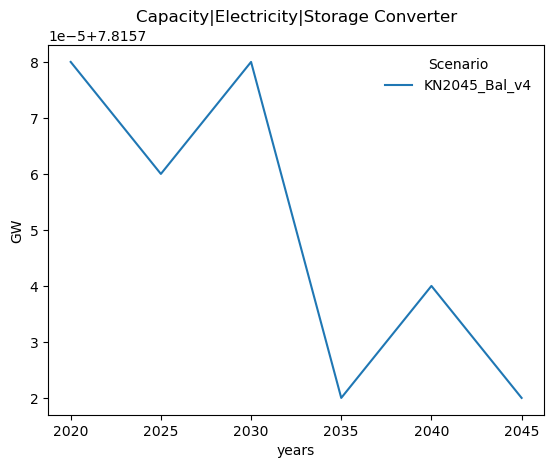 Capacity|Electricity|Storage Converter
1e−5+7.8157
Scenario
KN2045_Bal_v4
8
7
6
5
4
3
2
GW
2020 2025 2030 2035 2040 2045
years